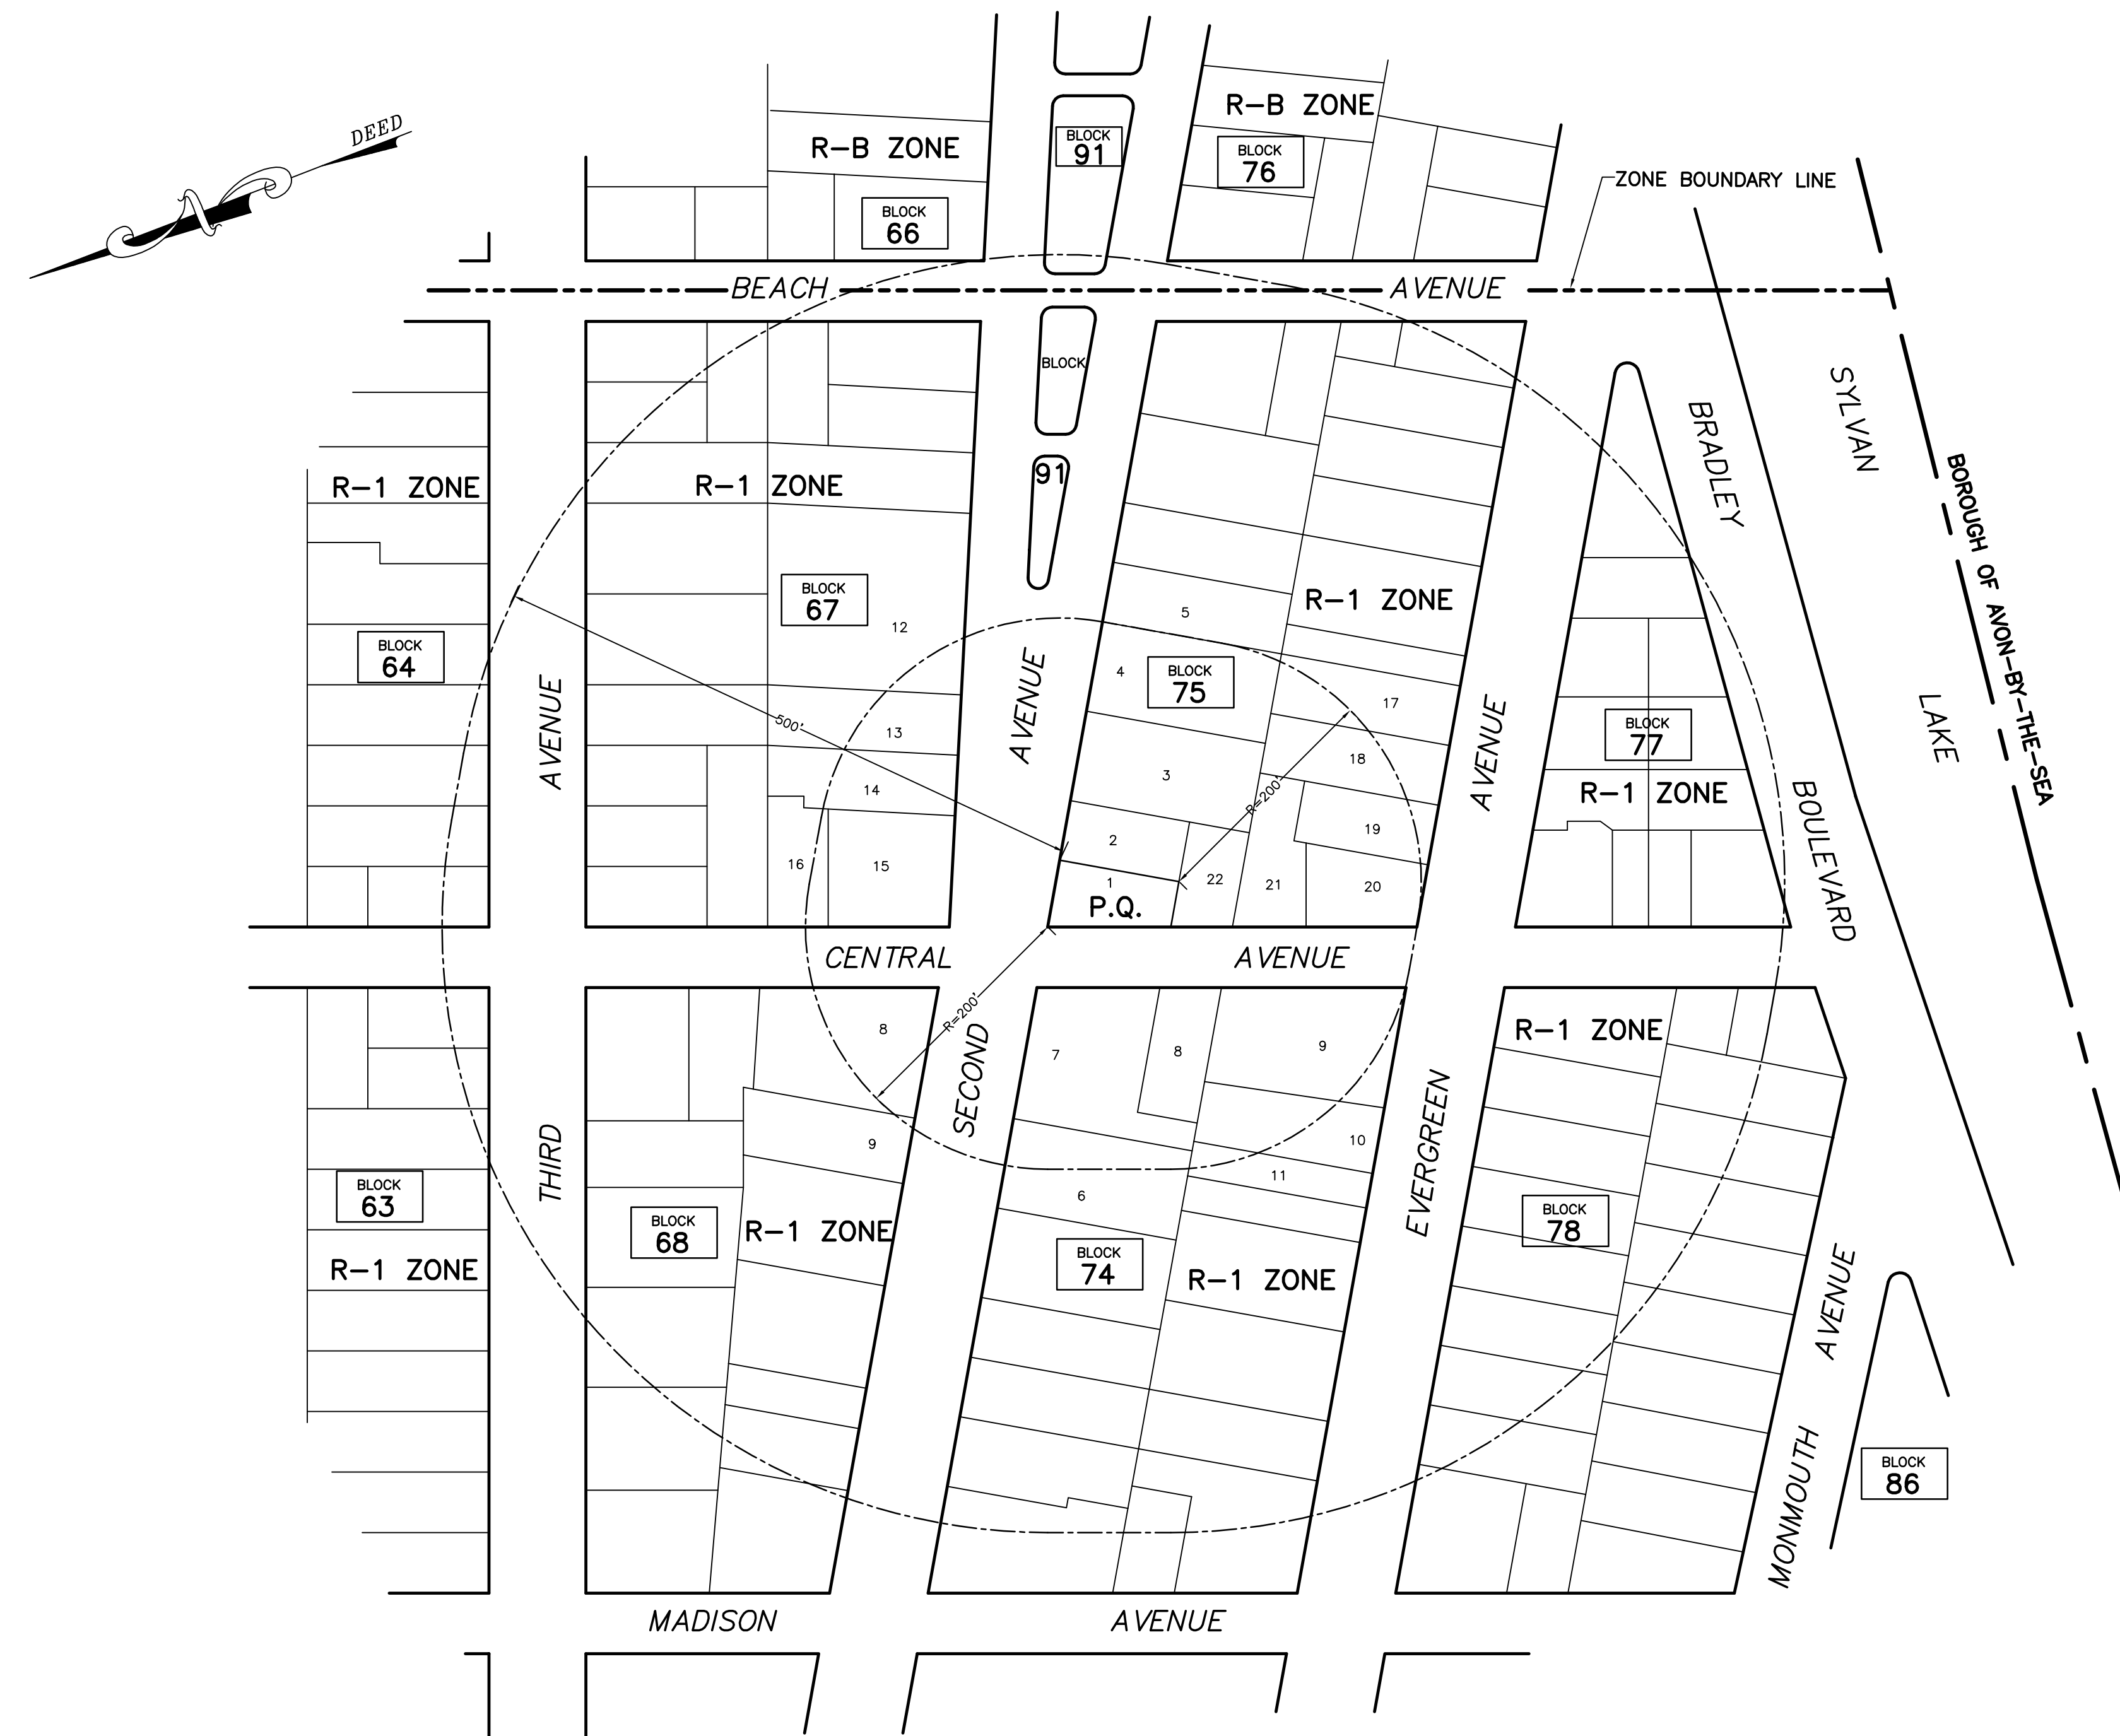 DEED
R-B ZONE
BLOCK
91
R-B ZONE
BLOCK
76
BLOCK
66
ZONE BOUNDARY LINE
BEACH
AVENUE
BLOCK
91
SYLVAN
LAKE
BRADLEY
BOULEVARD
BOROUGH OF AVON-BY-THE-SEA
R-1 ZONE
BLOCK
64
R-1 ZONE
BLOCK
67
12
13
14
15
16
500'
AVENUE
AVENUE
5
4
BLOCK
75
3
2
1
P.Q.
22
21
20
19
18
17
R=200'
R-1 ZONE
AVENUE
BLOCK
77
R-1 ZONE
CENTRAL
AVENUE
R=200'
8
9
SECOND
7
8
9
10
11
6
THIRD
BLOCK
63
R-1 ZONE
BLOCK
68
R-1 ZONE
BLOCK
74
R-1 ZONE
EVERGREEN
R-1 ZONE
BLOCK
78
AVENUE
MONMOUTH
BLOCK
86
MADISON
AVENUE